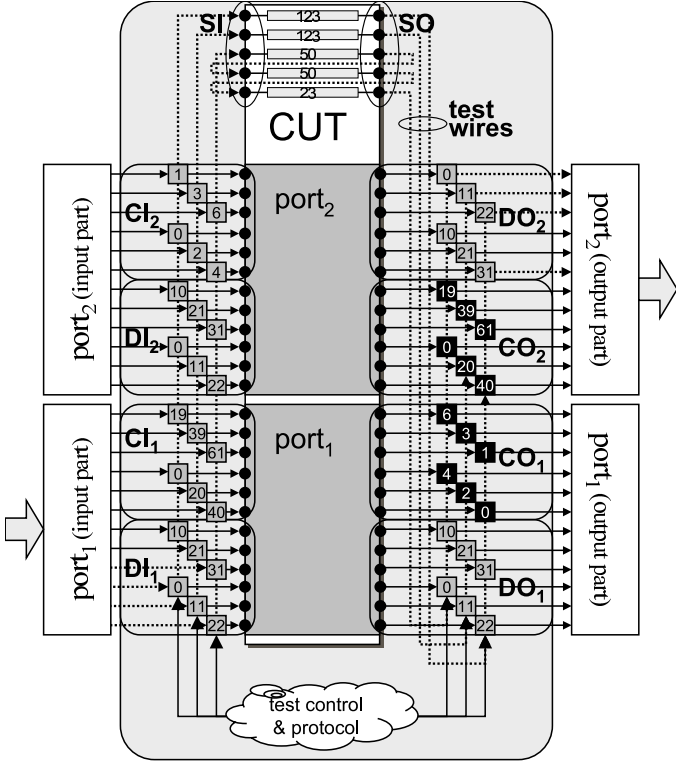 SI
SO
123
123
50
50
23
CUT
test
wires
port2 (input part)
CI2
1
3
6
0
2
4
DI2
10
21
31
0
11
22
port2
0
11
22
DO2
10
21
31
19
39
61
CO2
0
20
40
port2 (output part)
port1 (input part)
CI1
19
39
61
0
20
40
DI1
10
21
31
0
11
22
port1
6
3
1
CO1
4
2
0
10
21
31
DO1
0
11
22
port1 (output part)
test control
& protocol